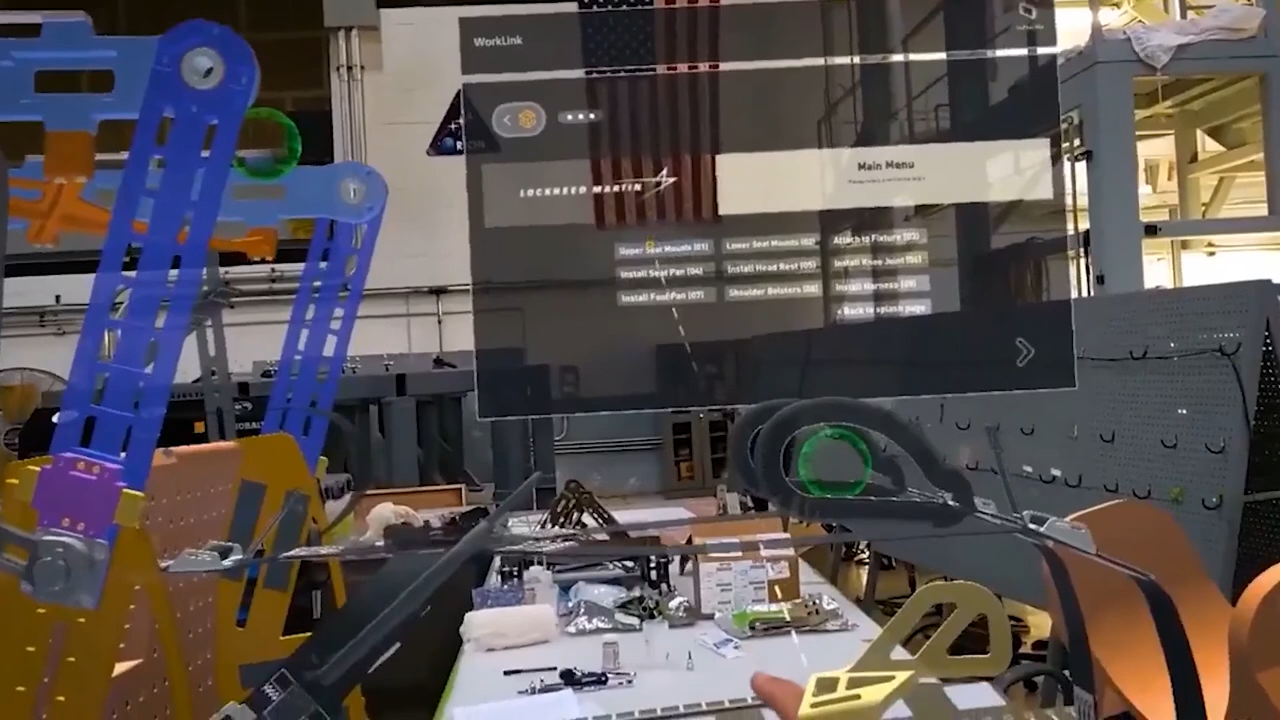 WorkLink
LOCKHEED MARTIN
Main Menu
Upper Seat Mounts (01)
Lower Seat Mounts (02)
Attach to Fixture (03)
Install Seat Pan (04)
Install Head Rest (05)
Install Knee Joint (06)
Install Foot Pan (07)
Shoulder Bolsters (08)
Install Harness (09)
< Back to splash page
KOBALT